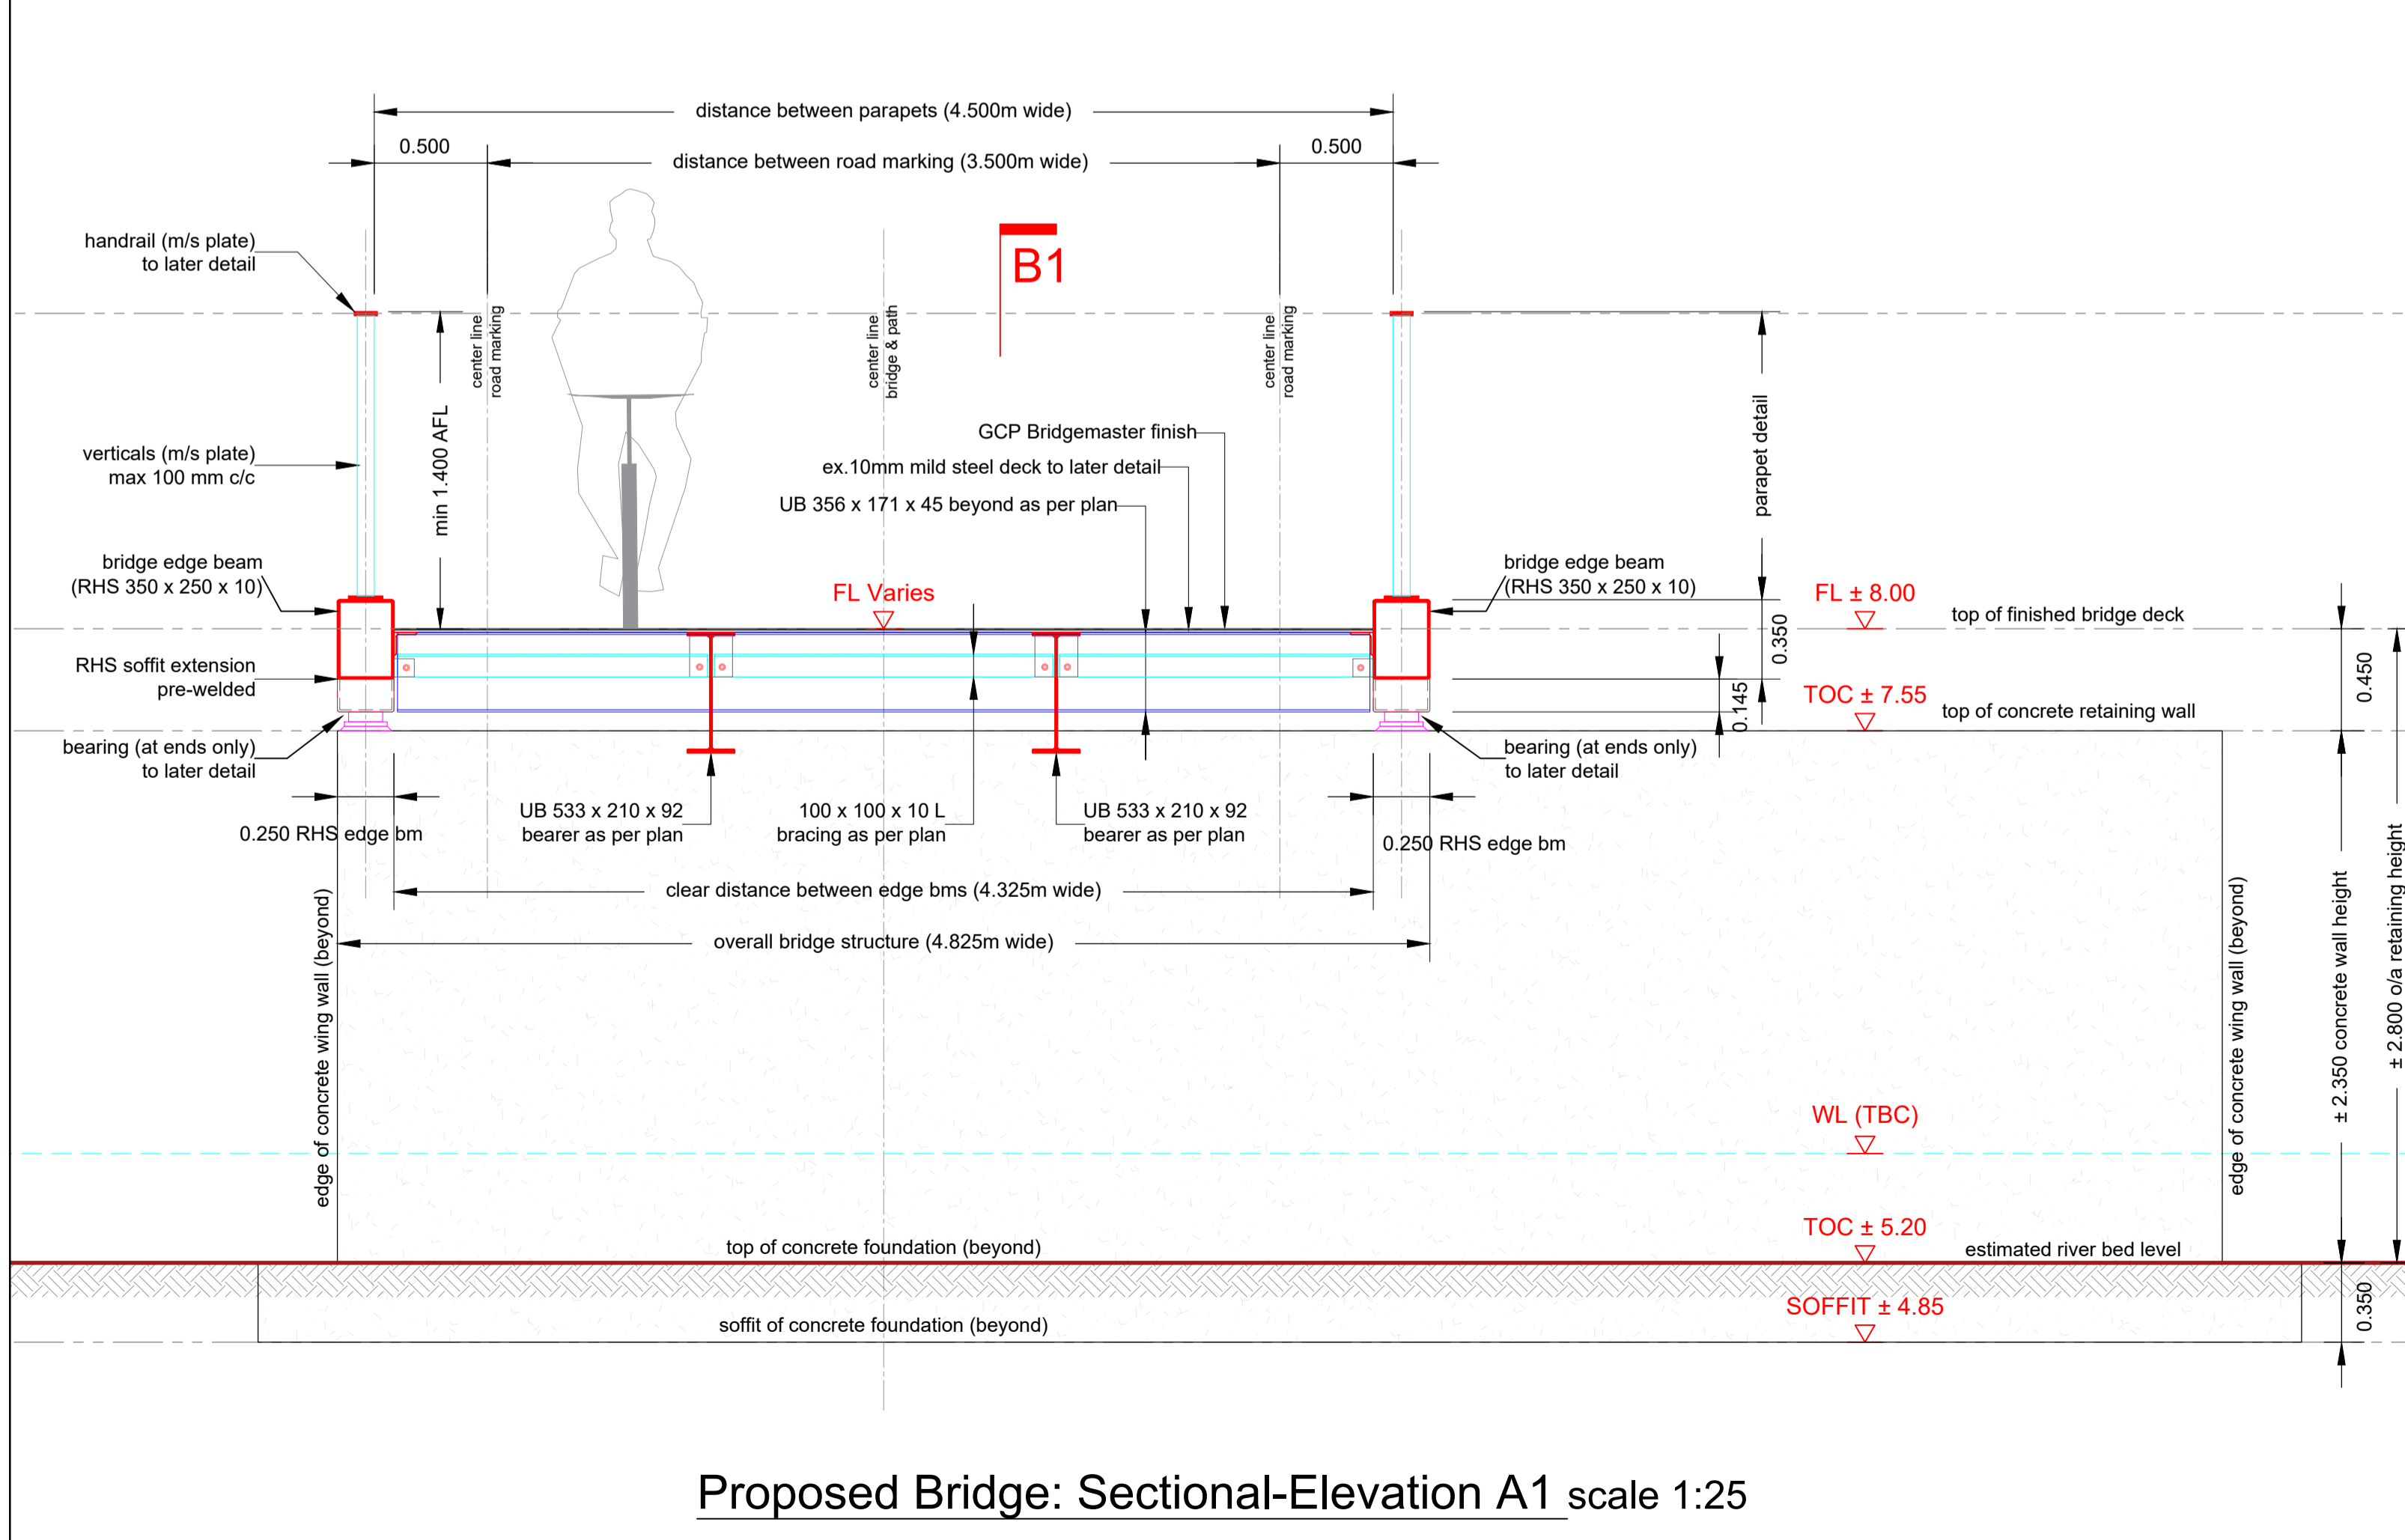 distance between parapets (4.500m wide)
0.500
distance between road marking (3.500m wide)
0.500
handrail (m/s plate)
to later detail
B1
center line
road marking
center line
bridge & path
center line
road marking
min 1.400 AFL
verticals (m/s plate)
max 100 mm c/c
GCP Bridgemaster finish
ex.10mm mild steel deck to later detail
UB 356 x 171 x 45 beyond as per plan
parapet detail
bridge edge beam
(RHS 350 x 250 x 10)
FL Varies
bridge edge beam
(RHS 350 x 250 x 10)
FL ± 8.00
top of finished bridge deck
RHS soffit extension
pre-welded
0.350
0.145
0.450
TOC ± 7.55
top of concrete retaining wall
bearing (at ends only)
to later detail
bearing (at ends only)
to later detail
0.250 RHS edge bm
UB 533 x 210 x 92
bearer as per plan
100 x 100 x 10 L
bracing as per plan
UB 533 x 210 x 92
bearer as per plan
0.250 RHS edge bm
clear distance between edge bms (4.325m wide)
overall bridge structure (4.825m wide)
edge of concrete wing wall (beyond)
edge of concrete wing wall (beyond)
± 2.350 concrete wall height
± 2.800 o/a retaining height
WL (TBC)
TOC ± 5.20
top of concrete foundation (beyond)
estimated river bed level
SOFFIT ± 4.85
soffit of concrete foundation (beyond)
0.350
Proposed Bridge: Sectional-Elevation A1 scale 1:25